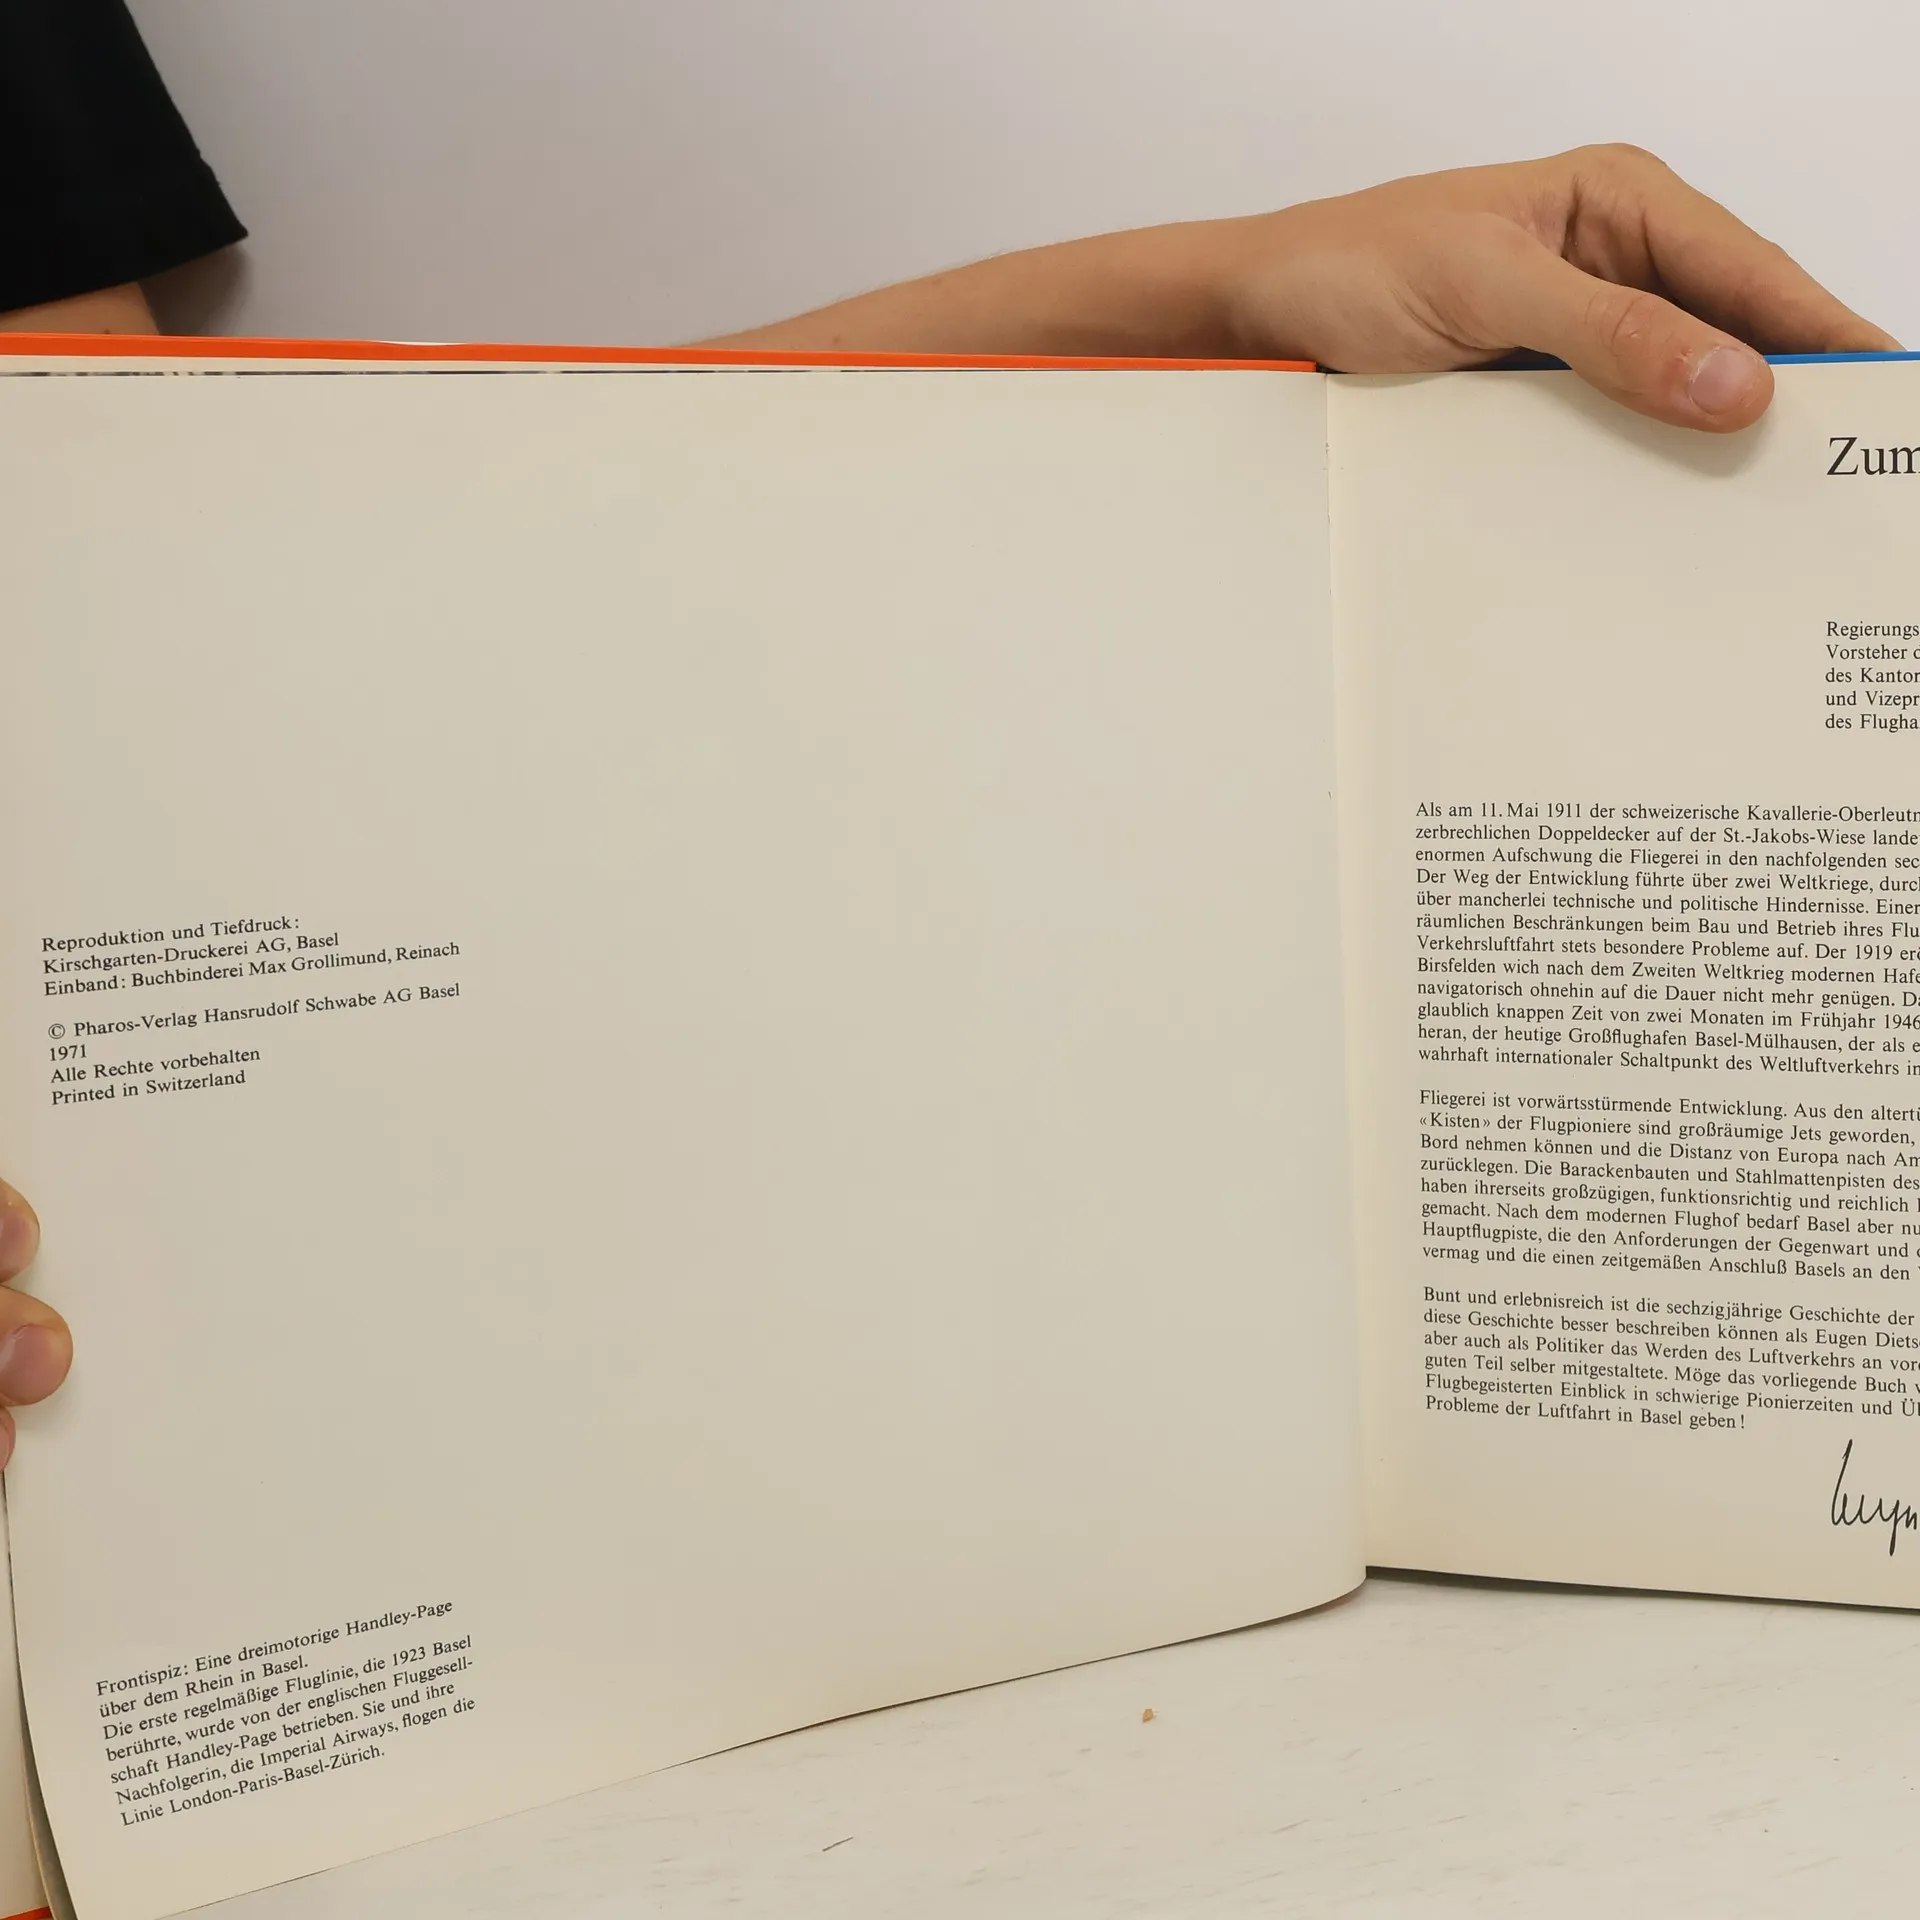 Reproduktion und Tiefdruck:
Kirschgarten-Druckerei AG, Basel
Einband: Buchbinderei Max Grollimund, Reinach
© Pharos-Verlag Hansrudolf Schwabe AG Basel
1971
Alle Rechte vorbehalten
Printed in Switzerland
Frontispiz: Eine dreimotorige Handley-Page
über dem Rhein in Basel.
Die erste regelmäßige Fluglinie, die 1923 Basel
berührte, wurde von der englischen Fluggesell-
schaft Handley-Page betrieben. Sie und ihre
Nachfolgerin, die Imperial Airways, flogen die
Linie London-Paris-Basel-Zürich.
Zum
Regierungs
Vorsteher
des Kanton
und Vizepr
des Flugha
Als am 11. Mai 1911 der schweizerische Kavallerie-Oberleutn
zerbrechlichen Doppeldecker auf der St.-Jakobs-Wiese lande
enormen Aufschwung die Fliegerei in den nachfolgenden sec
Der Weg der Entwicklung führte über zwei Weltkriege, durch
über mancherlei technische und politische Hindernisse. Einer
räumlichen Beschränkungen beim Bau und Betrieb ihres Flu
Verkehrsluftfahrt stets besondere Probleme auf. Der 1919 erö
Birsfelden wich nach dem Zweiten Weltkrieg modernen Hafe
navigatorisch ohnehin auf die Dauer nicht mehr genügen. Da
glaublich knappen Zeit von zwei Monaten im Frühjahr 1946
heran, der heutige Großflughafen Basel-Mülhausen, der als e
wahrhaft internationaler Schaltpunkt des Weltluftverkehrs in
Fliegerei ist vorwärtsstürmende Entwicklung. Aus den altertü
«Kisten» der Flugpioniere sind großräumige Jets geworden,
Bord nehmen können und die Distanz von Europa nach Am
zurücklegen. Die Barackenbauten und Stahlmattenpisten des
haben ihrerseits großzügigen, funktionsrichtig und reichlich
gemacht. Nach dem modernen Flughof bedarf Basel aber nu
Hauptflugpiste, die den Anforderungen der Gegenwart und
vermag und die einen zeitgemäßen Anschluß Basels an den
Bunt und erlebnisreich ist die sechzigjährige Geschichte der
diese Geschichte besser beschreiben können als Eugen Diets
aber auch als Politiker das Werden des Luftverkehrs an vor
guten Teil selber mitgestaltete. Möge das vorliegende Buch
Flugbegeisterten Einblick in schwierige Pionierzeiten und Ü
Probleme der Luftfahrt in Basel geben!